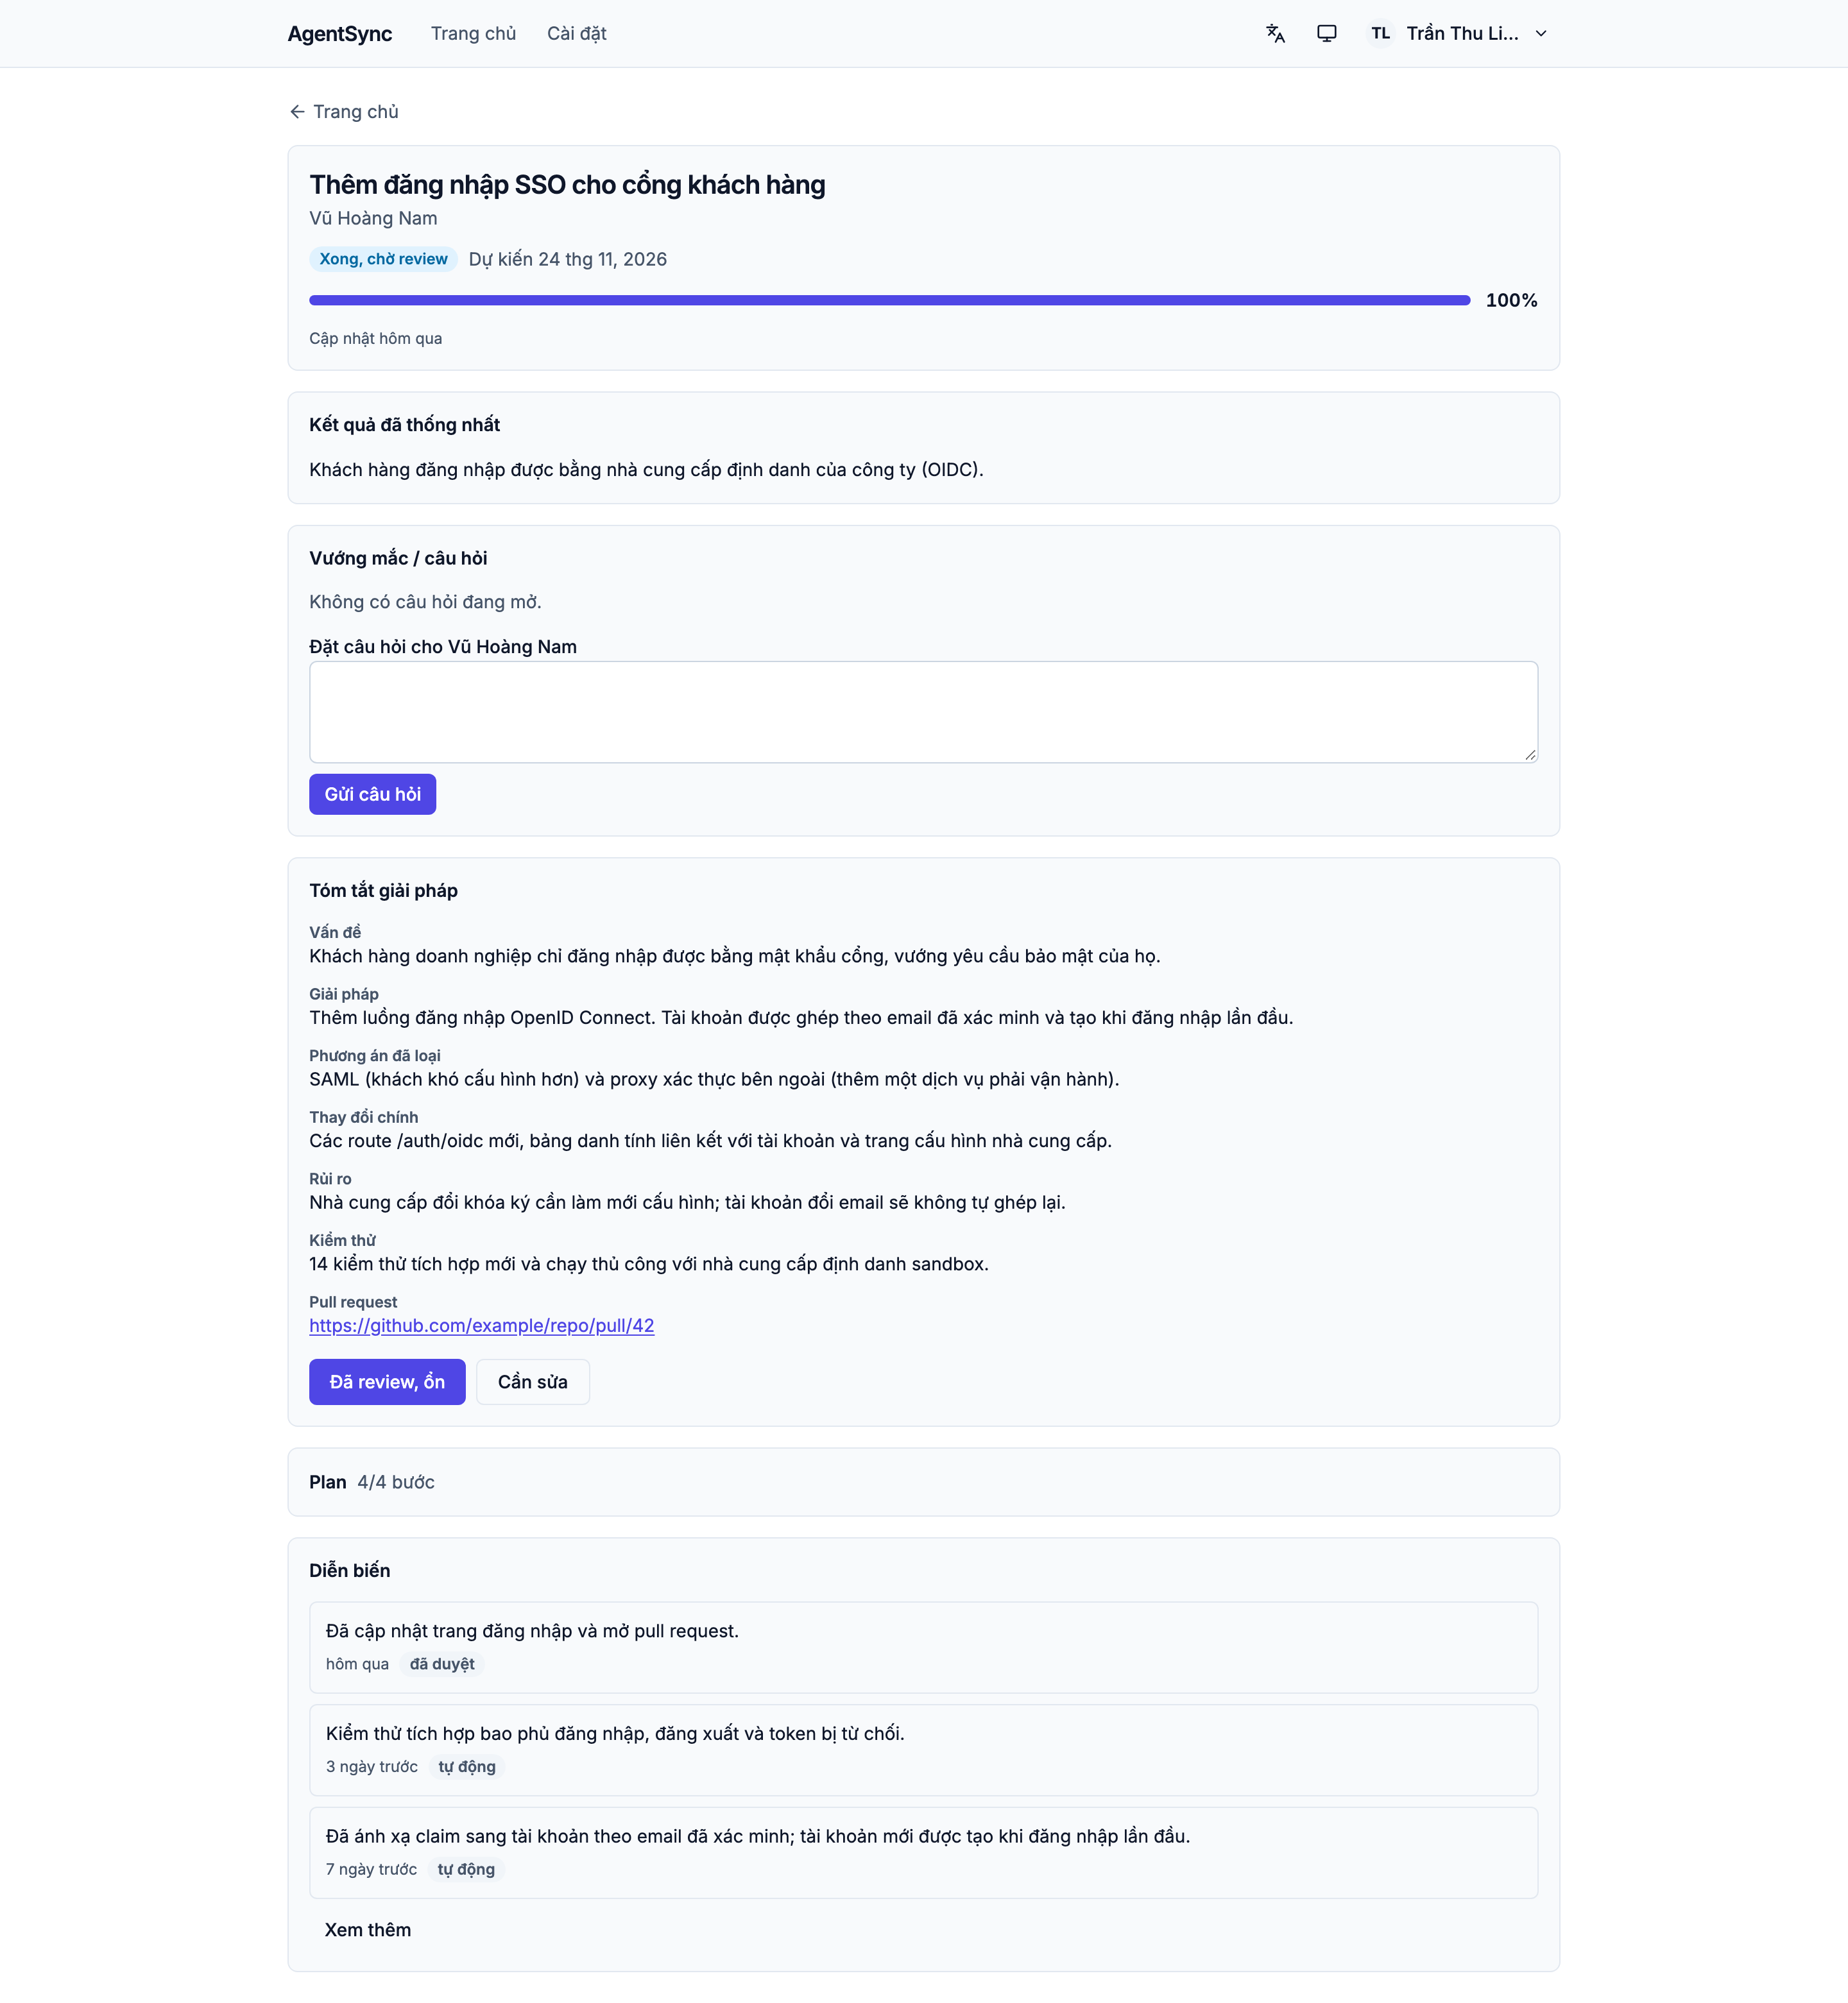 AgentSync Trang chủ Cài đặt TL Trần Thu Li...
Trang chủ
Thêm đăng nhập SSO cho cổng khách hàng
Vũ Hoàng Nam
Xong, chờ review Dự kiến 24 thg 11, 2026
100%
Cập nhật hôm qua
Kết quả đã thống nhất
Khách hàng đăng nhập được bằng nhà cung cấp định danh của công ty (OIDC).
Vướng mắc / câu hỏi
Không có câu hỏi đang mở.
Đặt câu hỏi cho Vũ Hoàng Nam
Gửi câu hỏi
Tóm tắt giải pháp
Vấn đề
Khách hàng doanh nghiệp chỉ đăng nhập được bằng mật khẩu cổng, vướng yêu cầu bảo mật của họ.
Giải pháp
Thêm luồng đăng nhập OpenID Connect. Tài khoản được ghép theo email đã xác minh và tạo khi đăng nhập lần đầu.
Phương án đã loại
SAML (khách khó cấu hình hơn) và proxy xác thực bên ngoài (thêm một dịch vụ phải vận hành).
Thay đổi chính
Các route /auth/oidc mới, bảng danh tính liên kết với tài khoản và trang cấu hình nhà cung cấp.
Rủi ro
Nhà cung cấp đổi khóa ký cần làm mới cấu hình; tài khoản đổi email sẽ không tự ghép lại.
Kiểm thử
14 kiểm thử tích hợp mới và chạy thủ công với nhà cung cấp định danh sandbox.
Pull request
https://github.com/example/repo/pull/42
Đã review, ổn Cần sửa
Plan 4/4 bước
Diễn biến
Đã cập nhật trang đăng nhập và mở pull request.
hôm qua đã duyệt
Kiểm thử tích hợp bao phủ đăng nhập, đăng xuất và token bị từ chối.
3 ngày trước tự động
Đã ánh xạ claim sang tài khoản theo email đã xác minh; tài khoản mới được tạo khi đăng nhập lần đầu.
7 ngày trước tự động
Xem thêm